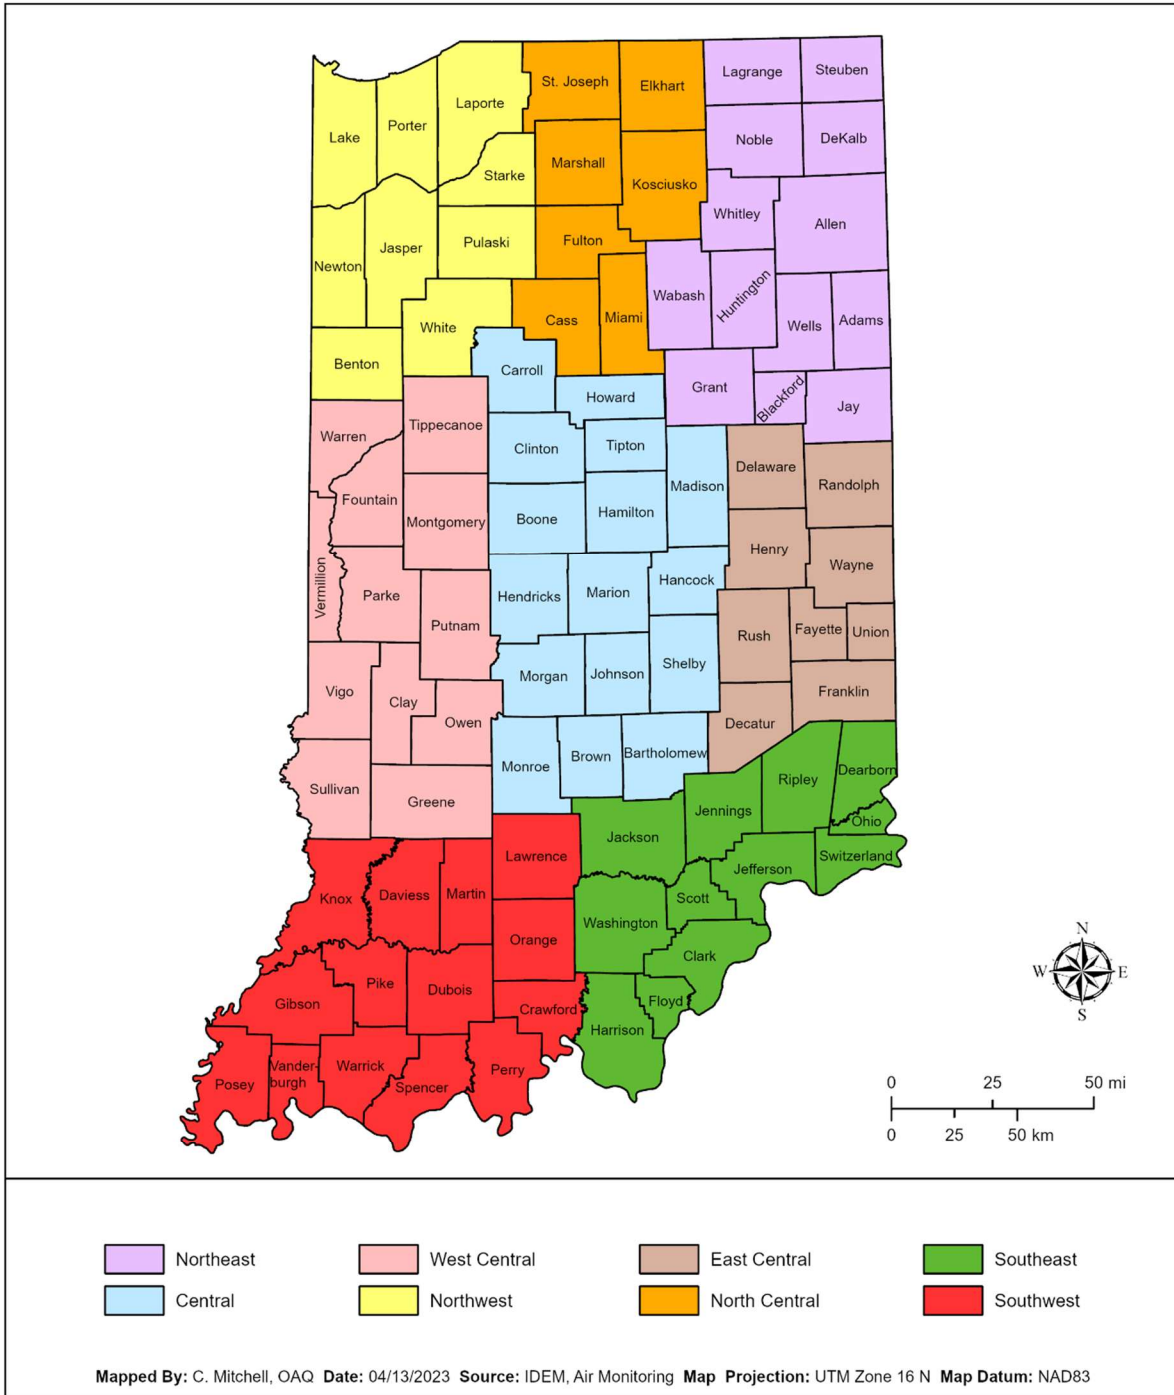 Lagrange
Steuben
St. Joseph
Elkhart
Laporte
Porter
Lake
Noble
DeKalb
Marshall
Starke
Kosciusko
Whitley
Allen
Pulaski
Fulton
Jasper
Newton
Wabash
Huntington
Wells
Adams
White
Cass
Miami
Benton
Carroll
Howard
Grant
Blackford
Jay
Warren
Tippecanoe
Clinton
Tipton
Madison
Delaware
Randolph
Fountain
Montgomery
Boone
Hamilton
Henry
Wayne
Vermillion
Parke
Putnam
Hendricks
Marion
Hancock
Rush
Fayette
Union
Vigo
Clay
Owen
Morgan
Johnson
Shelby
Franklin
Decatur
Sullivan
Greene
Monroe
Brown
Bartholomew
Ripley
Dearborn
Jennings
Ohio
Jackson
Lawrence
Jefferson
Switzerland
Knox
Daviess
Martin
Scott
Washington
Orange
Clark
Gibson
Pike
Dubois
Crawford
Floyd
Harrison
Posey
Vander-
burgh
Warrick
Spencer
Perry
N
W E
S
0 25 50 mi
0 25 50 km
Northeast
West Central
East Central
Southeast
Central
Northwest
North Central
Southwest
Mapped By: C. Mitchell, OAQ Date: 04/13/2023 Source: IDEM, Air Monitoring Map Projection: UTM Zone 16 N Map Datum: NAD83